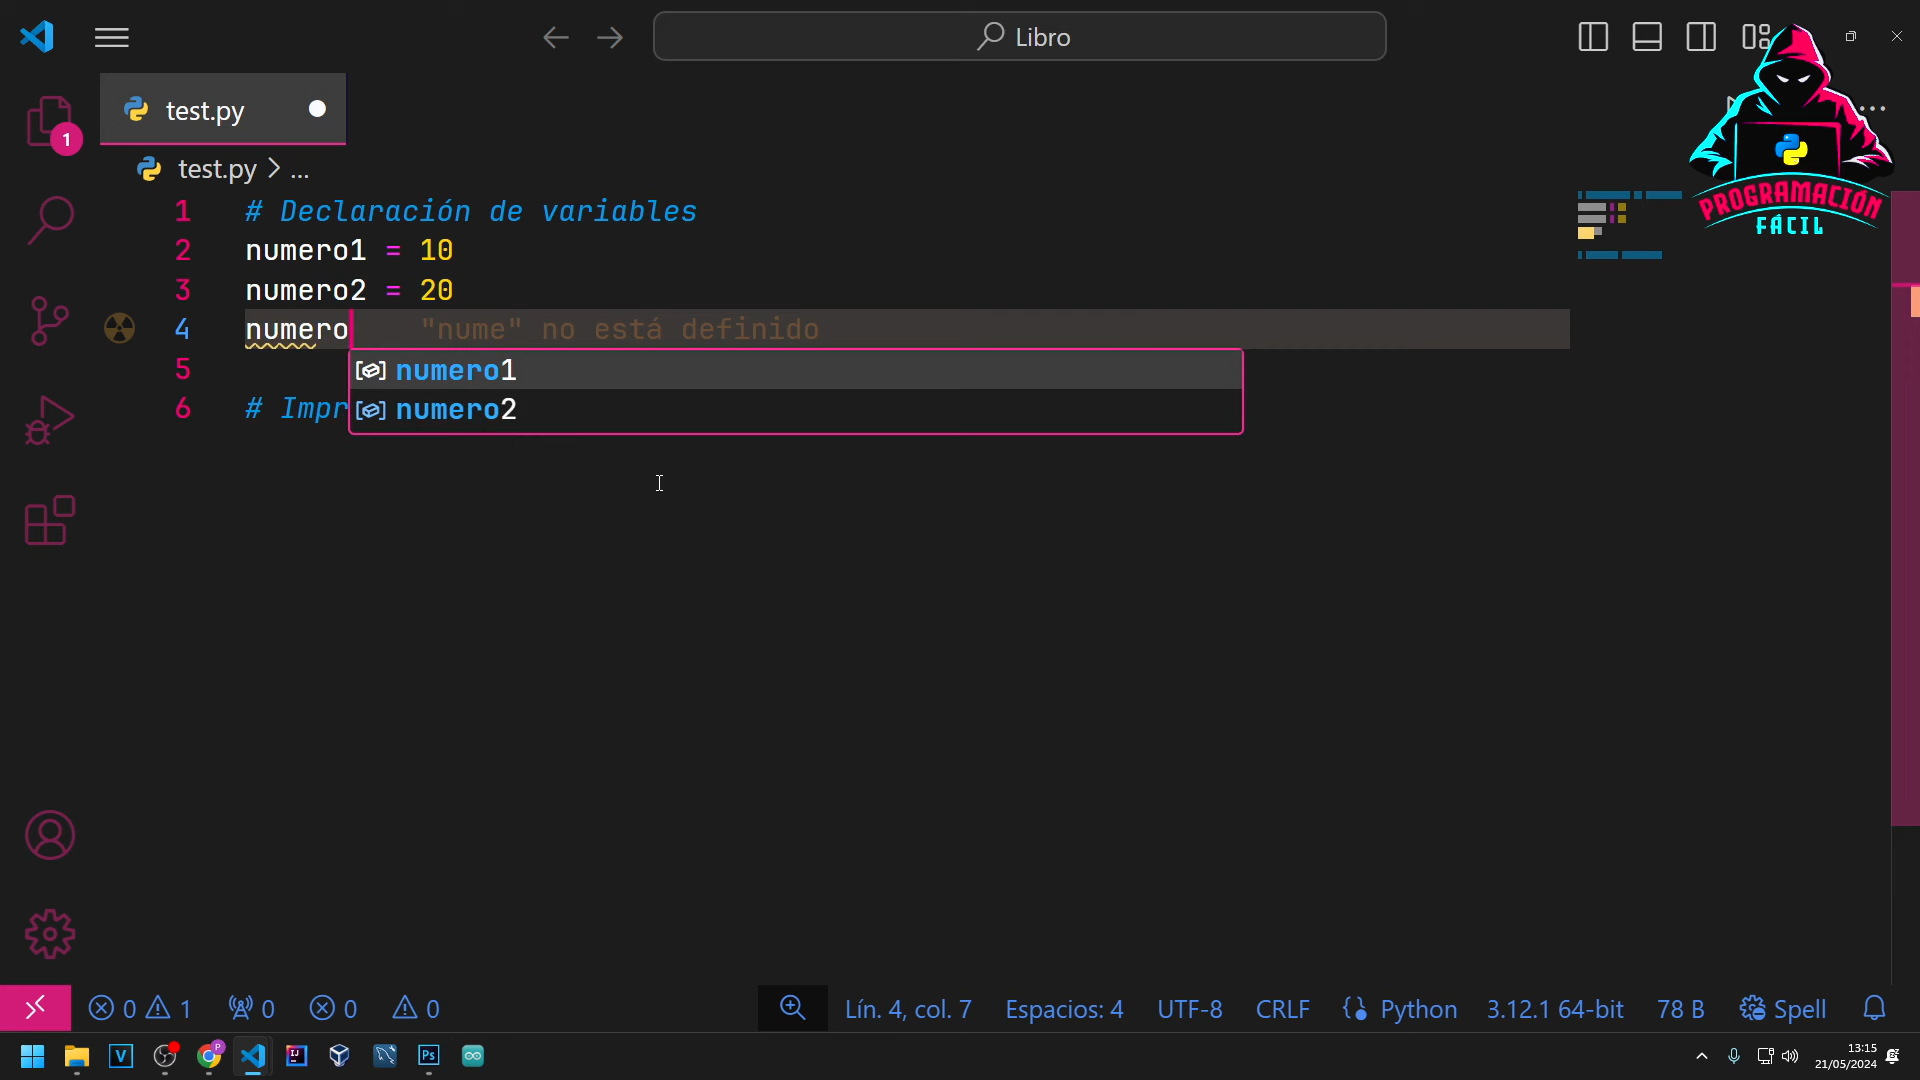 Libro
test.py
1
test.py > ...
PROGRAMACIÓN
FÁCIL
1 # Declaración de variables
2 numero1 = 10
3 numero2 = 20
4 numero "nume" no está definido
numero1
5
numero2
6 # Impr
0 1 0 0 0
Lín. 4, col. 7 Espacios: 4 UTF-8 CRLF Python 3.12.1 64-bit 78 B Spell
V
IJ
P
Ps
13:15
21/05/2024